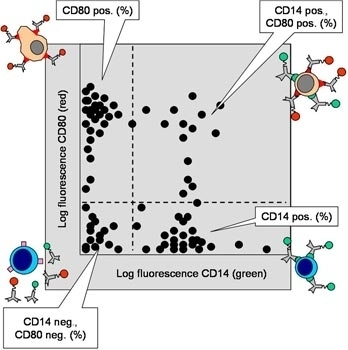 CD80 pos. (%)
CD14 pos.,
CD80 pos. (%)
Log fluorescence CD80 (red)
CD14 pos. (%)
Log fluorescence CD14 (green)
CD14 neg.,
CD80 neg. (%)